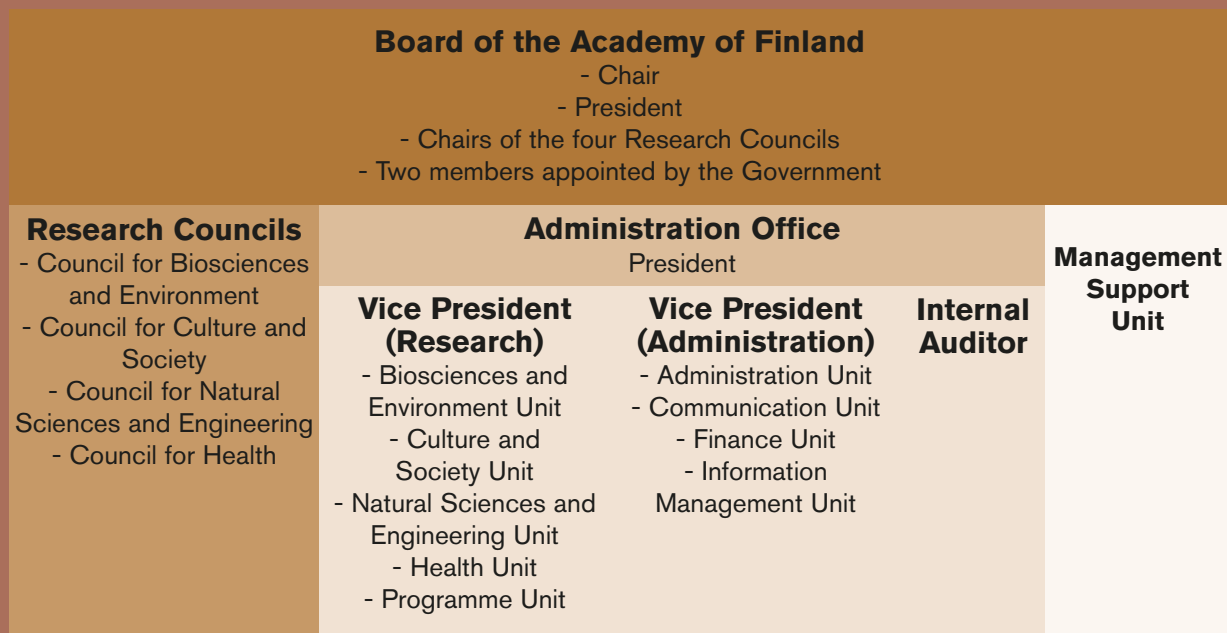 Board of the Academy of Finland
- Chair
- President
- Chairs of the four Research Councils
- Two members appointed by the Government
Research Councils
- Council for Biosciences
and Environment
- Council for Culture and
Society
- Council for Natural
Sciences and Engineering
- Council for Health
Administration Office
President
Vice President
(Research)
- Biosciences and
Environment Unit
- Culture and
Society Unit
- Natural Sciences and
Engineering Unit
- Health Unit
- Programme Unit
Vice President
(Administration)
- Administration Unit
- Communication Unit
- Finance Unit
- Information
Management Unit
Internal
Auditor
Management
Support
Unit